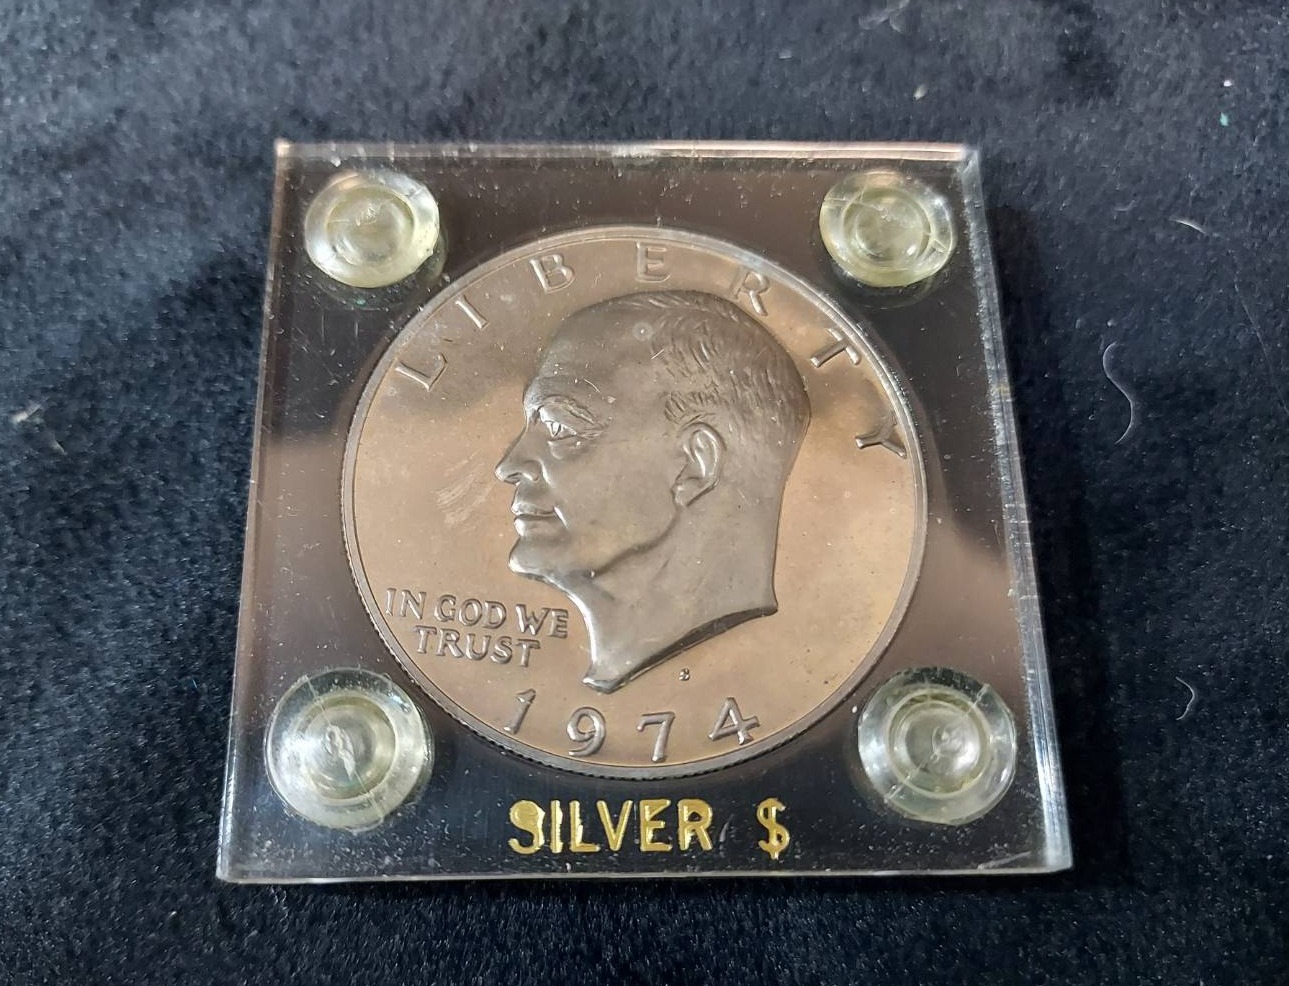 LIBERTY
IN GOD WE
TRUST
S
1974
SILVER $